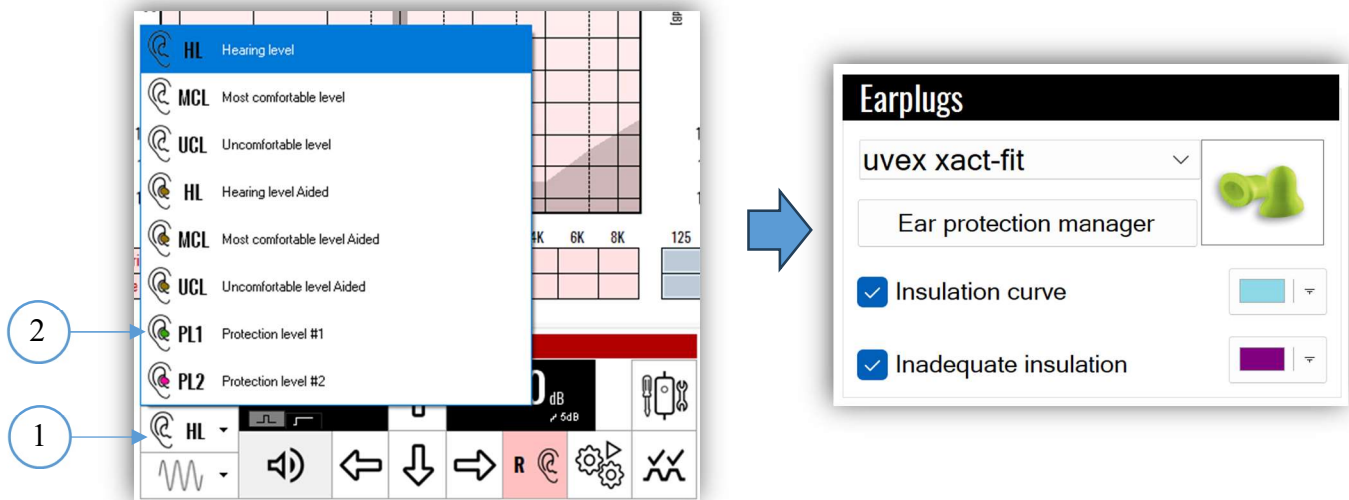 [dB]
HL Hearing level
MCL Most comfortable level
UCL Uncomfortable level
HL Hearing level Aided
MCL Most comfortable level Aided
UCL Uncomfortable level Aided
PL1 Protection level #1
PL2 Protection level #2
4K 6K 8K 125
dB
5dB
HL
R
2
1
Earplugs
uvex xact-fit
Ear protection manager
Insulation curve
Inadequate insulation